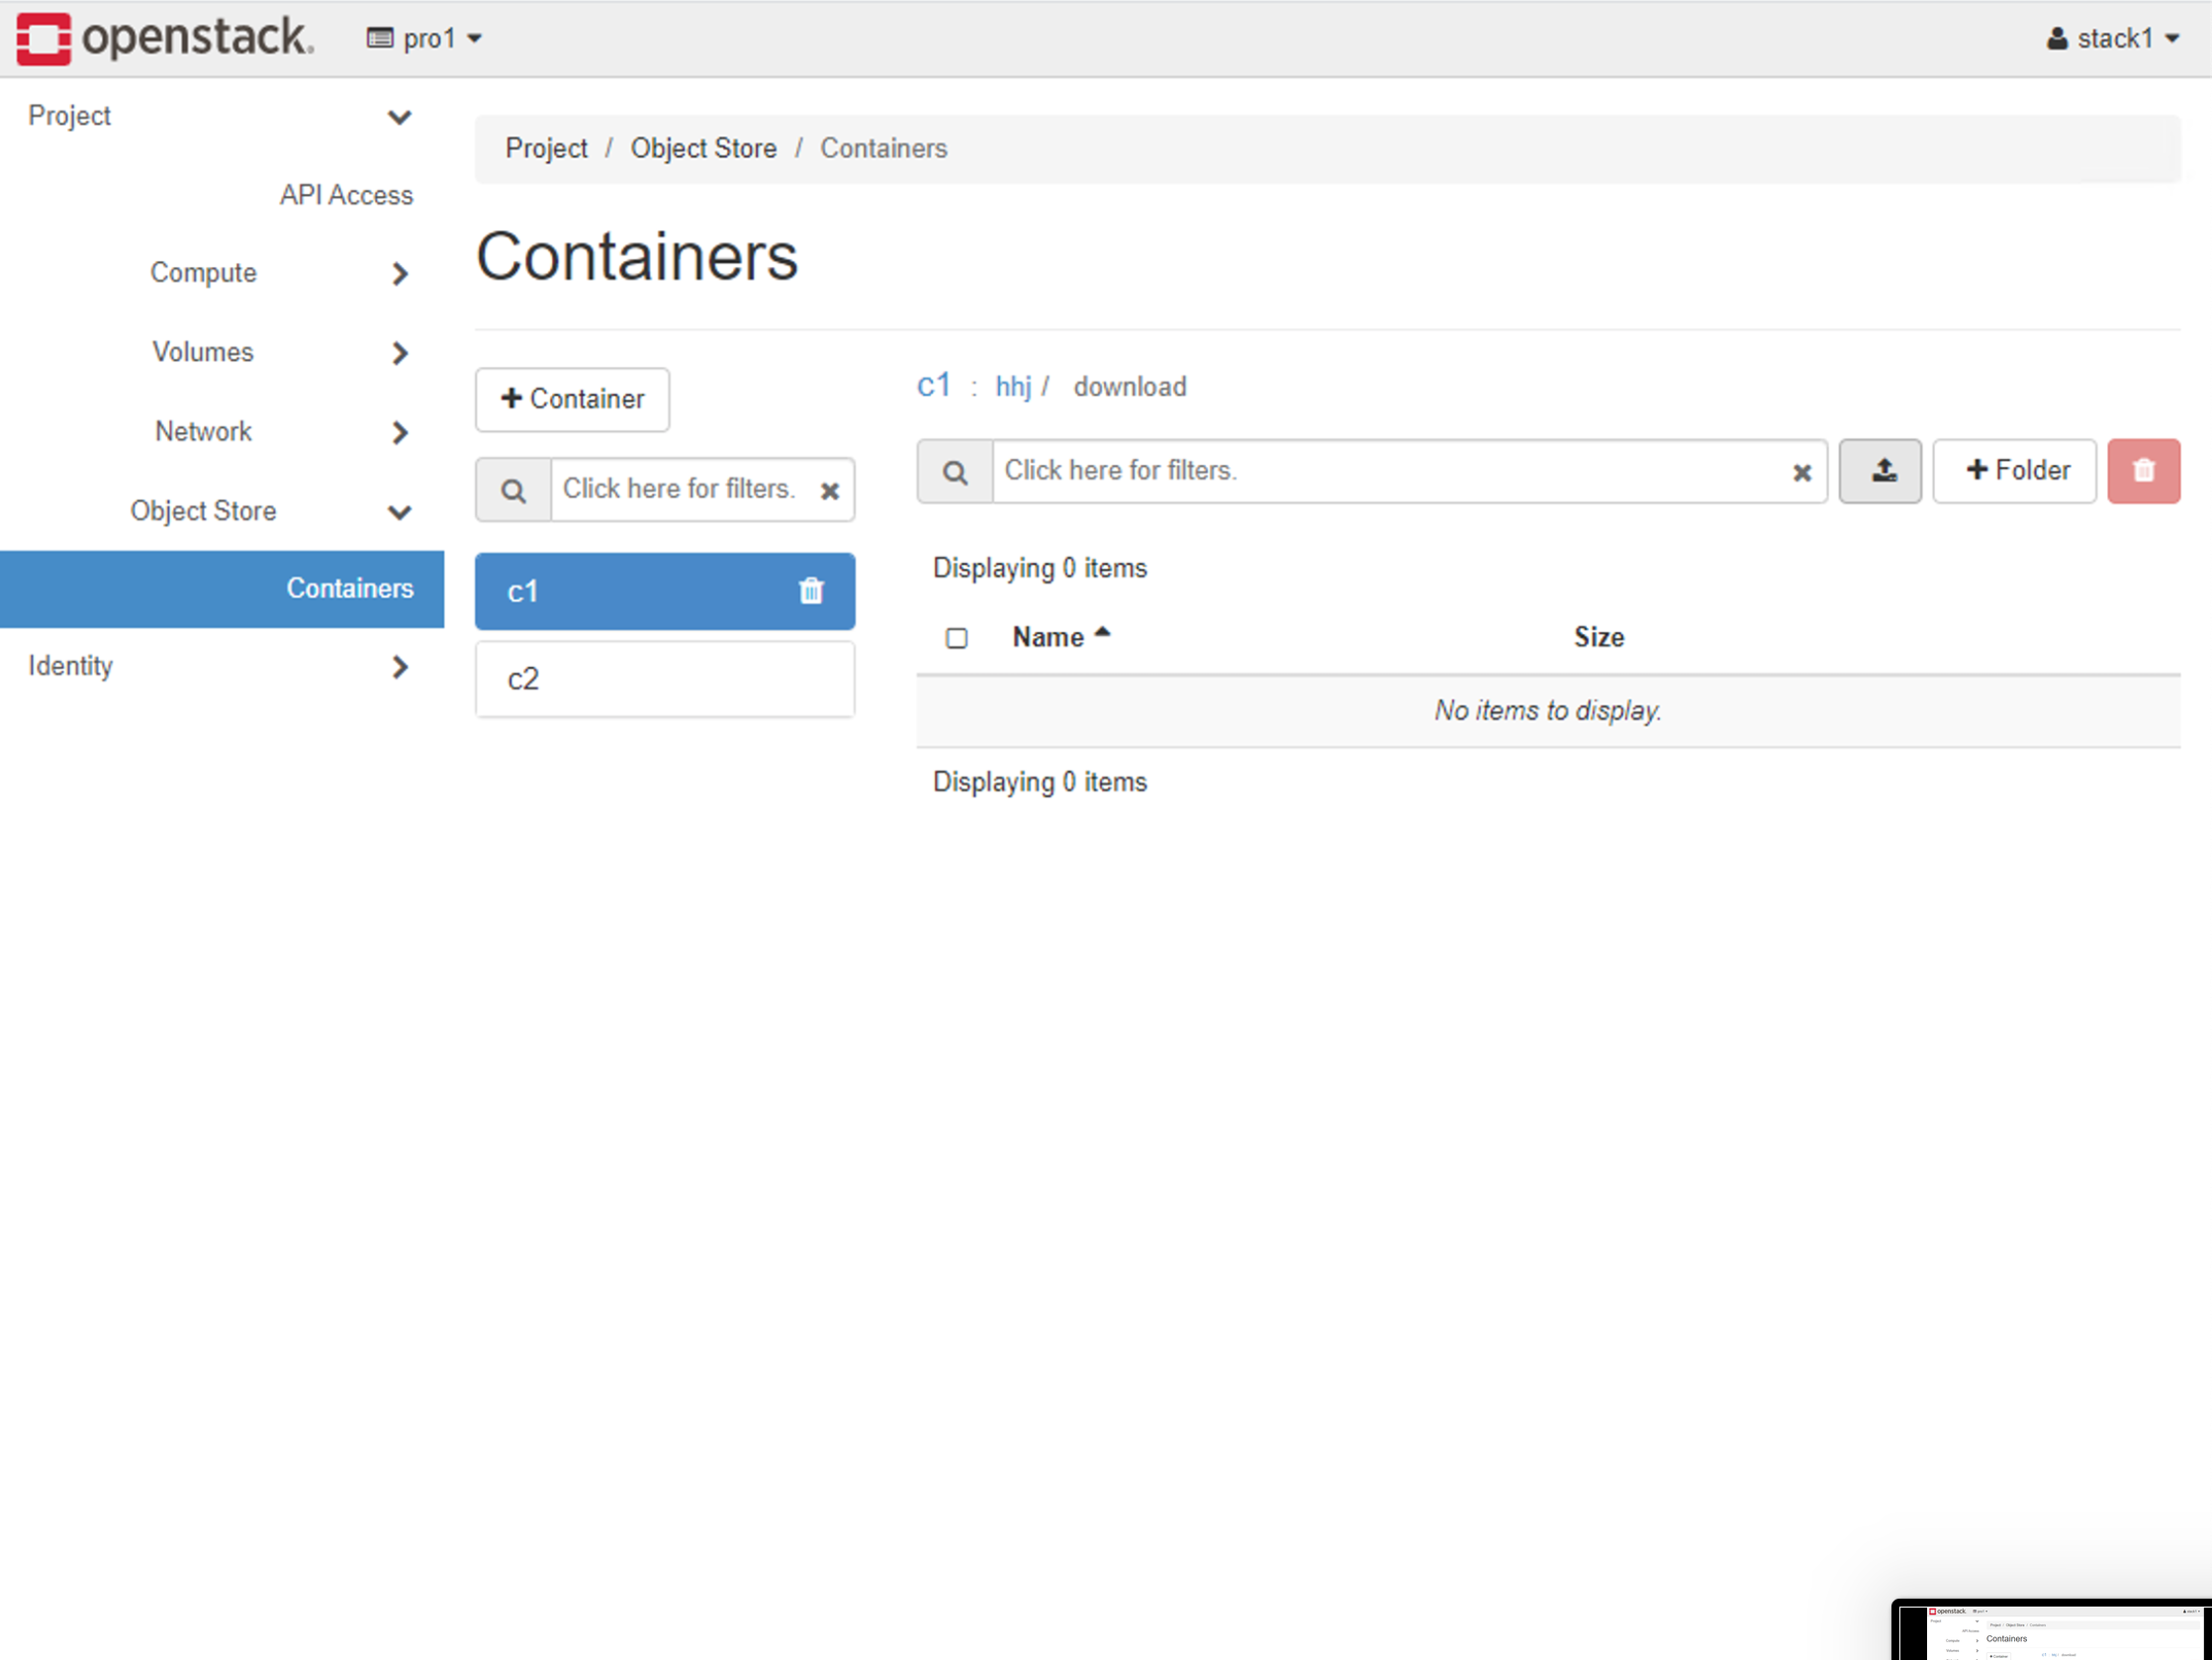 openstack. pro1 stack1
Project
API Access
Compute
Volumes
Network
Object Store
Containers
Identity
Project / Object Store / Containers
Containers
+ Container
Click here for filters.
c1
c2
c1 : hhj / download
Click here for filters.
+ Folder
Displaying 0 items
Name Size
No items to display.
Displaying 0 items
openstack.
Containers